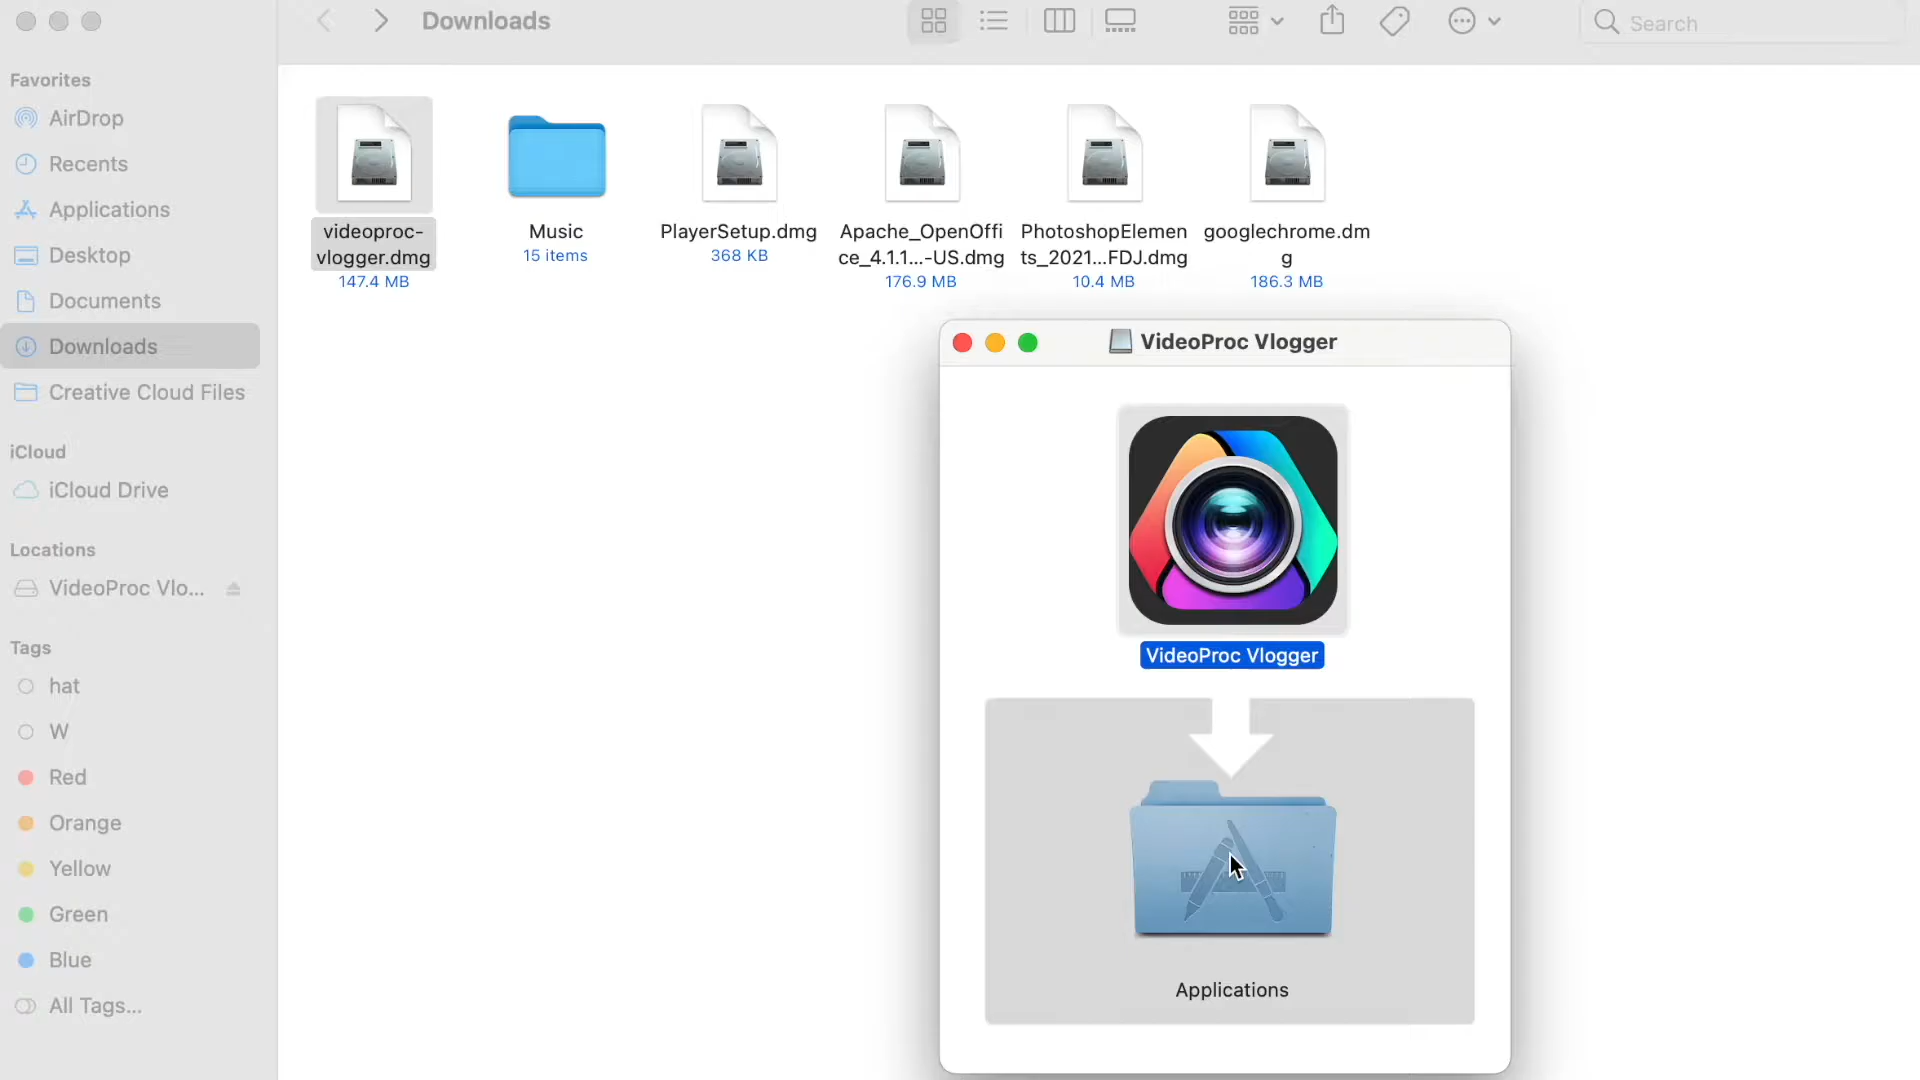 Downloads
Search
Favorites
AirDrop
Recents
Applications
Desktop
Documents
Downloads
Creative Cloud Files
iCloud
iCloud Drive
Locations
VideoProc Vlo...
Tags
hat
W
Red
Orange
Yellow
Green
Blue
All Tags...
videoproc-
vlogger.dmg
147.4 MB
Music
15 items
PlayerSetup.dmg
368 KB
Apache_OpenOffi
ce_4.1.1...-US.dmg
176.9 MB
PhotoshopElemen
ts_2021...FDJ.dmg
10.4 MB
googlechrome.dm
g
186.3 MB
VideoProc Vlogger
VideoProc Vlogger
Applications